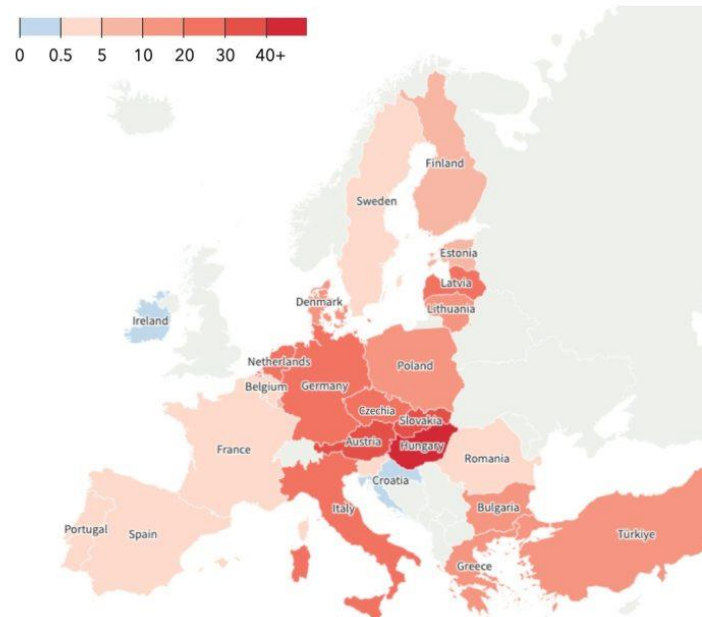 0 0.5 5 10 20 30 40+
Finland
Sweden
Estonia
Latvia
Denmark
Lithuania
Ireland
Netherlands
Poland
Belgium
Germany
Czechia
Slovakia
Austria
Hungary
France
Romania
Croatia
Italy
Bulgaria
Portugal
Spain
Türkiye
Greece